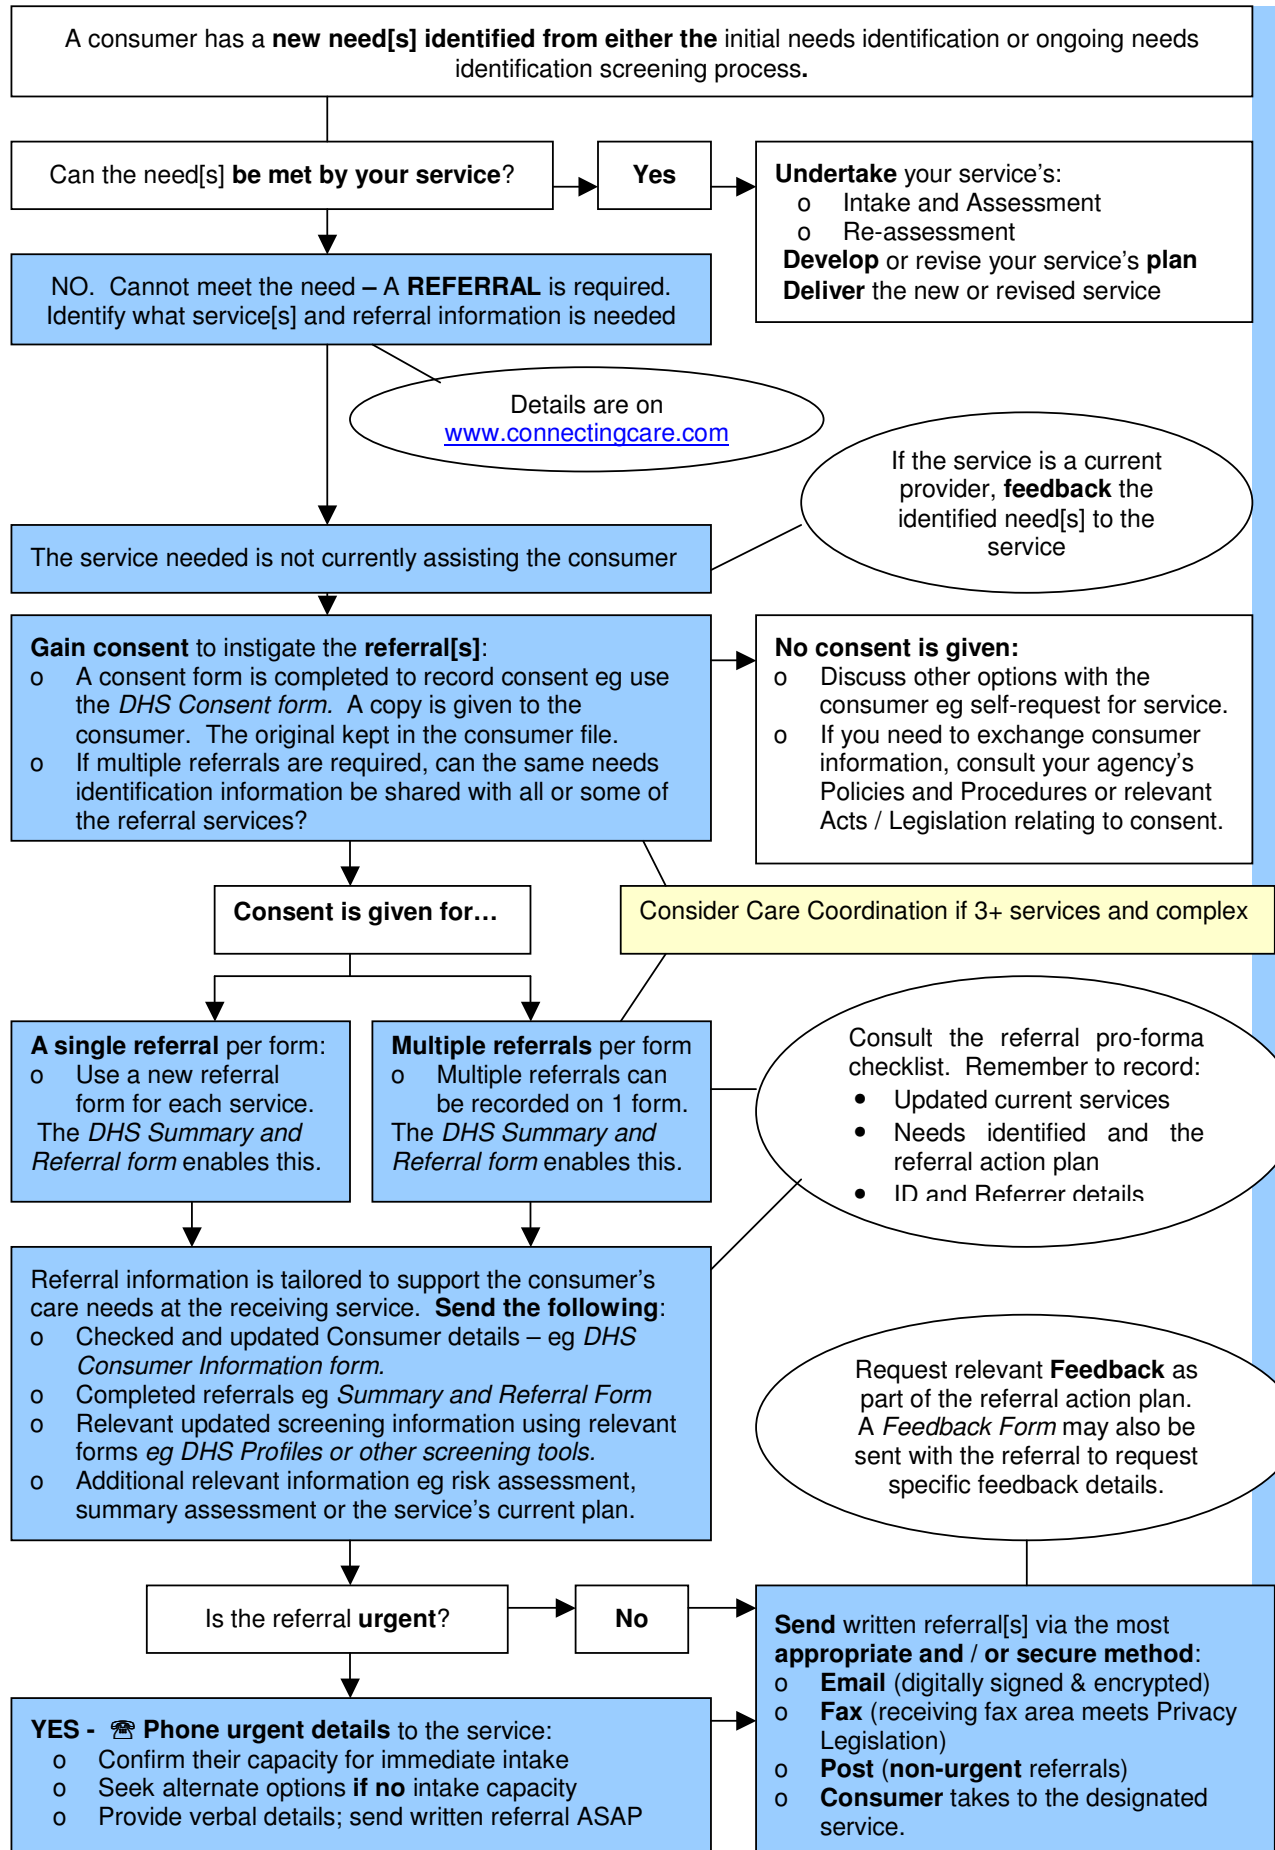 A consumer has a new need[s] identified from either the initial needs identification or ongoing needs
identification screening process.
Can the need[s] be met by your service?
Yes
Undertake your service's:
o Intake and Assessment
o Re-assessment
Develop or revise your service's plan
Deliver the new or revised service
NO. Cannot meet the need – A REFERRAL is required.
Identify what service[s] and referral information is needed
Details are on
www.connectingcare.com
If the service is a current
provider, feedback the
identified need[s] to the
service
The service needed is not currently assisting the consumer
Gain consent to instigate the referral[s]:
o A consent form is completed to record consent eg use
the DHS Consent form. A copy is given to the
consumer. The original kept in the consumer file.
o If multiple referrals are required, can the same needs
identification information be shared with all or some of
the referral services?
No consent is given:
o Discuss other options with the
consumer eg self-request for service.
o If you need to exchange consumer
information, consult your agency's
Policies and Procedures or relevant
Acts / Legislation relating to consent.
Consent is given for…
Consider Care Coordination if 3+ services and complex
A single referral per form:
o Use a new referral
form for each service.
The DHS Summary and
Referral form enables this.
Multiple referrals per form
o Multiple referrals can
be recorded on 1 form.
The DHS Summary and
Referral form enables this.
Consult the referral pro-forma
checklist. Remember to record:
• Updated current services
• Needs identified and the
referral action plan
• ID and Referrer details
Referral information is tailored to support the consumer's
care needs at the receiving service. Send the following:
o Checked and updated Consumer details – eg DHS
Consumer Information form.
o Completed referrals eg Summary and Referral Form
o Relevant updated screening information using relevant
forms eg DHS Profiles or other screening tools.
o Additional relevant information eg risk assessment,
summary assessment or the service's current plan.
Request relevant Feedback as
part of the referral action plan.
A Feedback Form may also be
sent with the referral to request
specific feedback details.
Is the referral urgent?
No
Send written referral[s] via the most
appropriate and / or secure method:
o Email (digitally signed & encrypted)
o Fax (receiving fax area meets Privacy
Legislation)
o Post (non-urgent referrals)
o Consumer takes to the designated
service.
YES - ☎ Phone urgent details to the service:
o Confirm their capacity for immediate intake
o Seek alternate options if no intake capacity
o Provide verbal details; send written referral ASAP